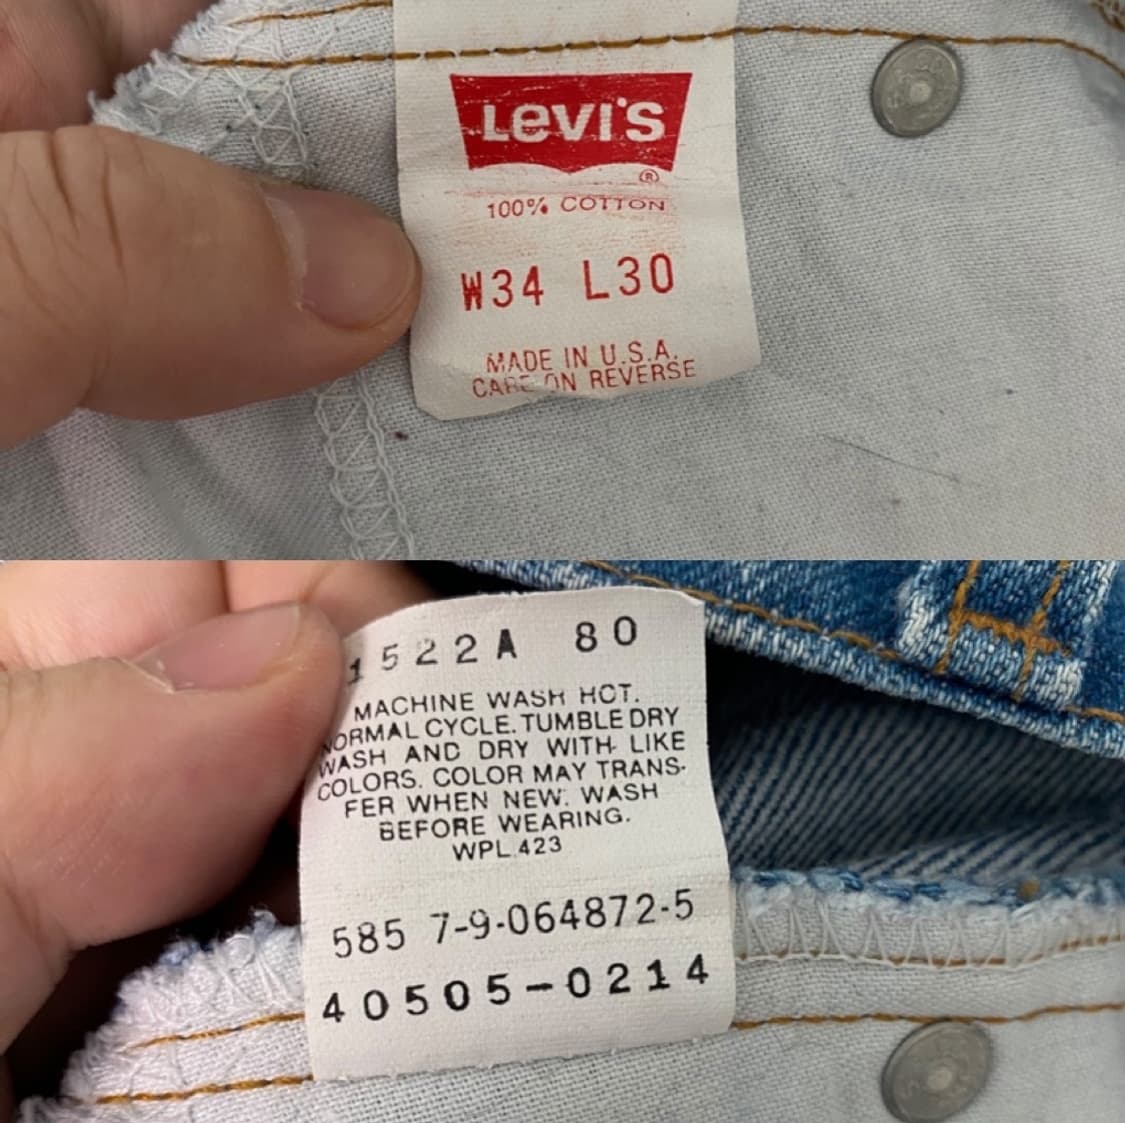 LEVI'S
®
100% COTTON
W34 L30
MADE IN U.S.A.
CARE ON REVERSE
1522A 80
MACHINE WASH HOT.
NORMAL CYCLE. TUMBLE DRY
WASH AND DRY WITH LIKE
COLORS. COLOR MAY TRANS-
FER WHEN NEW. WASH
BEFORE WEARING.
WPL 423
585 7-9-064872-5
40505-0214